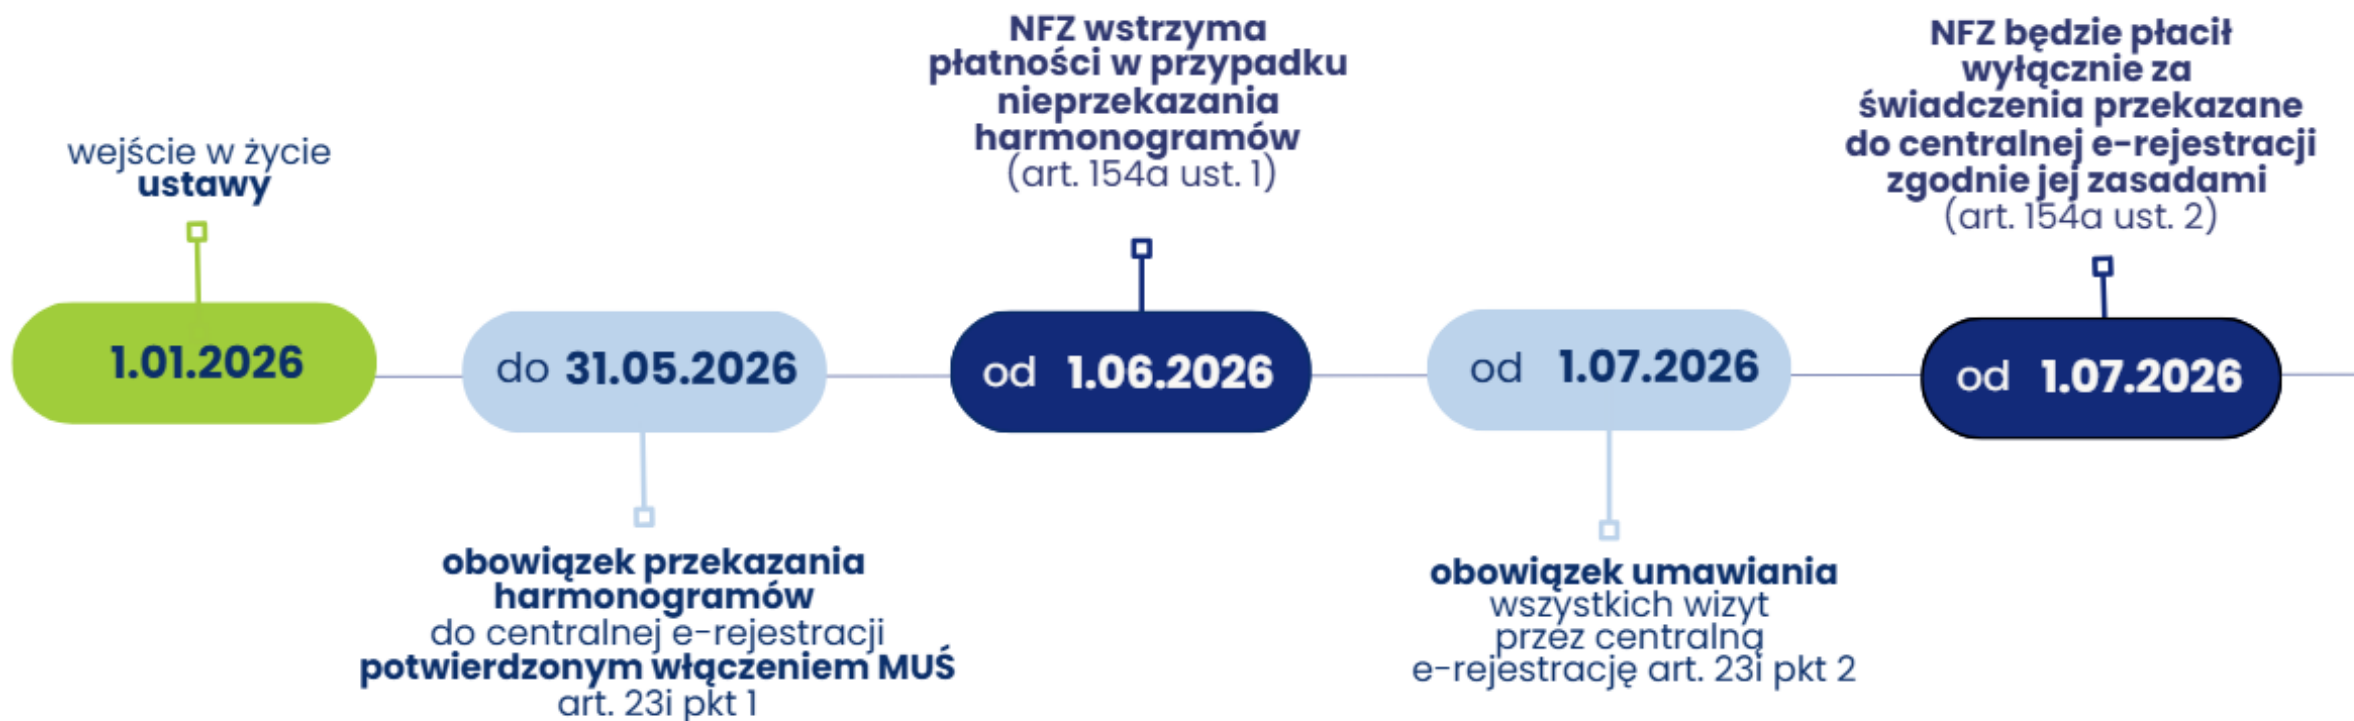 wejście w życie
ustawy
1.01.2026
do 31.05.2026
obowiązek przekazania
harmonogramów
do centralnej e-rejestracji
potwierdzonym włączeniem MUŚ
art. 23i pkt 1
NFZ wstrzyma
płatności w przypadku
nieprzekazania
harmonogramów
(art. 154a ust. 1)
od 1.06.2026
od 1.07.2026
obowiązek umawiania
wszystkich wizyt
przez centralną
e-rejestrację art. 23i pkt 2
NFZ będzie płacił
wyłącznie za
świadczenia przekazane
do centralnej e-rejestracji
zgodnie jej zasadami
(art. 154a ust. 2)
od 1.07.2026